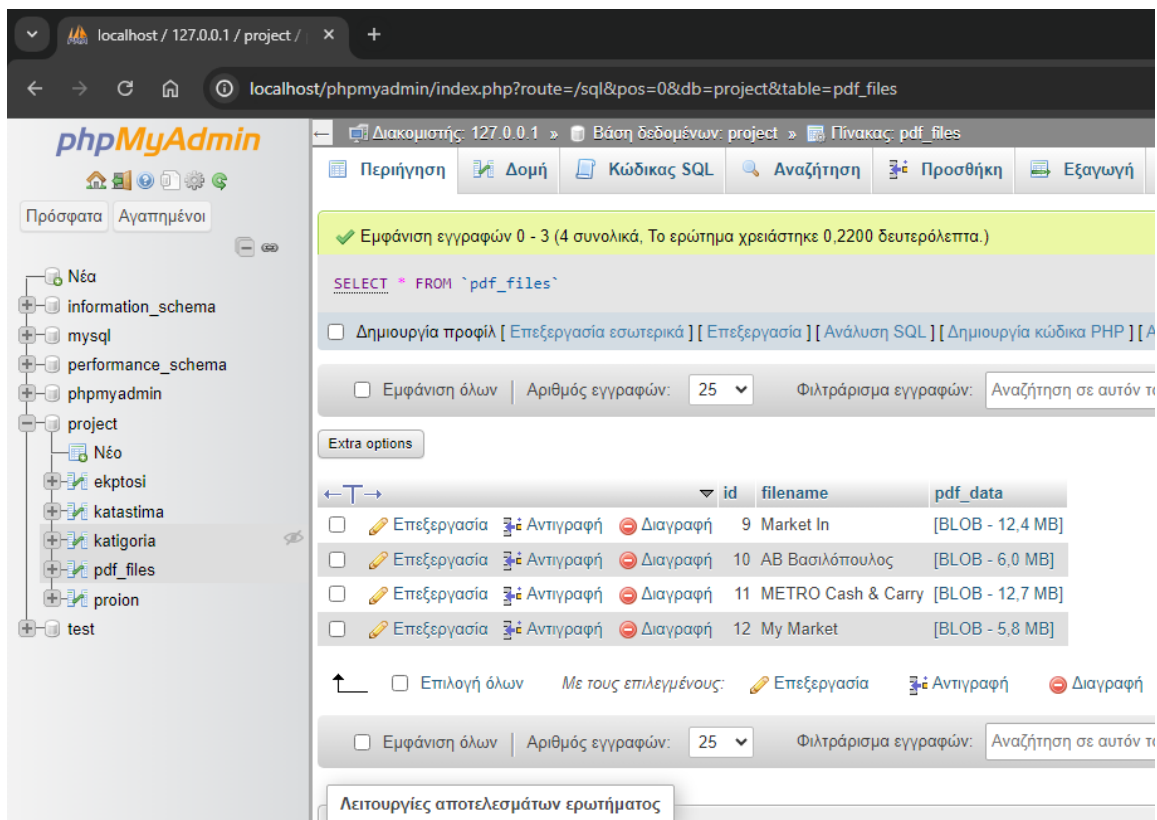 localhost / 127.0.0.1 / project /
localhost/phpmyadmin/index.php?route=/sql&pos=0&db=project&table=pdf_files
phpMyAdmin
Πρόσφατα Αγαπημένοι
Νέα
information_schema
mysql
performance_schema
phpmyadmin
project
Νέο
ekptosi
katastima
katigoria
pdf_files
proion
test
Διακομιστής: 127.0.0.1 » Βάση δεδομένων: project » Πίνακας: pdf_files
Περιήγηση Δομή Κώδικας SQL Αναζήτηση Προσθήκη Εξαγωγή
Εμφάνιση εγγραφών 0 - 3 (4 συνολικά, Το ερώτημα χρειάστηκε 0,2200 δευτερόλεπτα.)
SELECT * FROM `pdf_files`
Δημιουργία προφίλ [ Επεξεργασία εσωτερικά ] [ Επεξεργασία ] [ Ανάλυση SQL ] [ Δημιουργία κώδικα PHP ] [
Εμφάνιση όλων | Αριθμός εγγραφών: 25 Φιλτράρισμα εγγραφών: Αναζήτηση σε αυτόν
Extra options
←T→ id filename pdf_data
Επεξεργασία Αντιγραφή Διαγραφή 9 Market In [BLOB - 12,4 MB]
Επεξεργασία Αντιγραφή Διαγραφή 10 ΑΒ Βασιλόπουλος [BLOB - 6,0 MB]
Επεξεργασία Αντιγραφή Διαγραφή 11 METRO Cash & Carry [BLOB - 12,7 MB]
Επεξεργασία Αντιγραφή Διαγραφή 12 My Market [BLOB - 5,8 MB]
Επιλογή όλων Με τους επιλεγμένους: Επεξεργασία Αντιγραφή Διαγραφή
Εμφάνιση όλων | Αριθμός εγγραφών: 25 Φιλτράρισμα εγγραφών: Αναζήτηση σε αυτόν
Λειτουργίες αποτελεσμάτων ερωτήματος